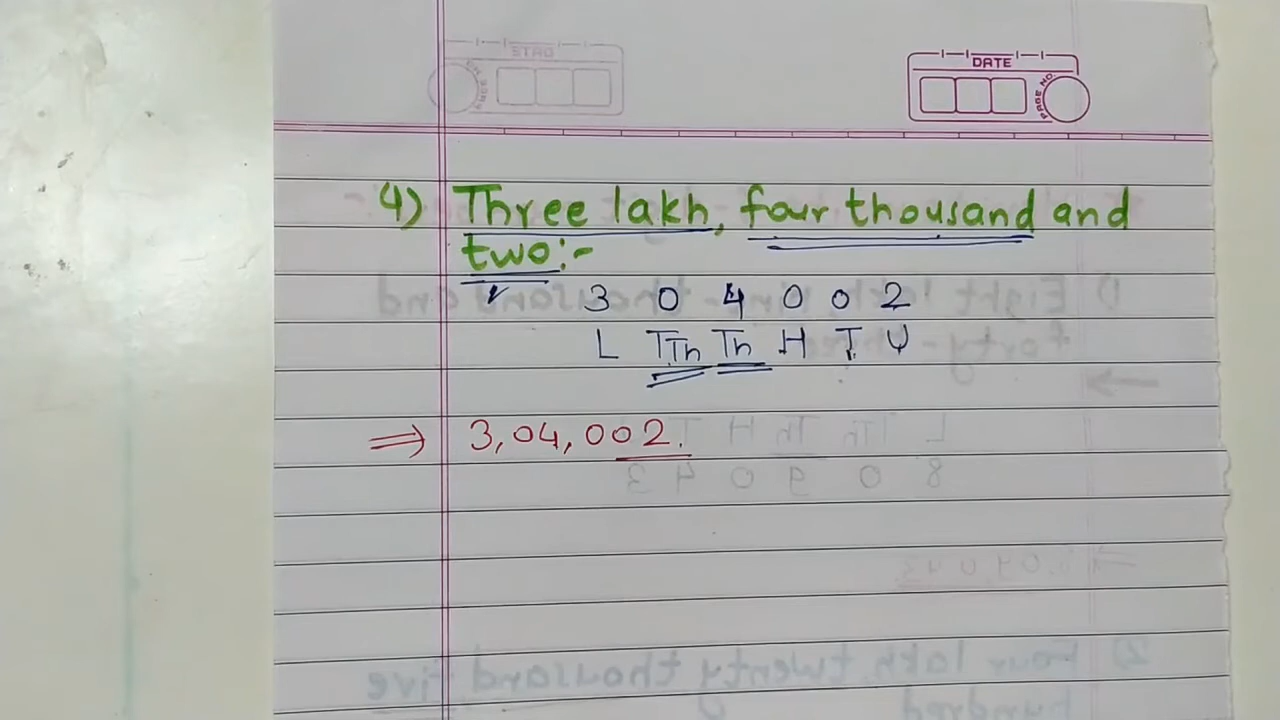 DATE
PAGE NO.
4) Three lakh, four thousand and
two:-
3 0 4 0 0 2
L TTh Th H T U
⇒ 3,04,002.